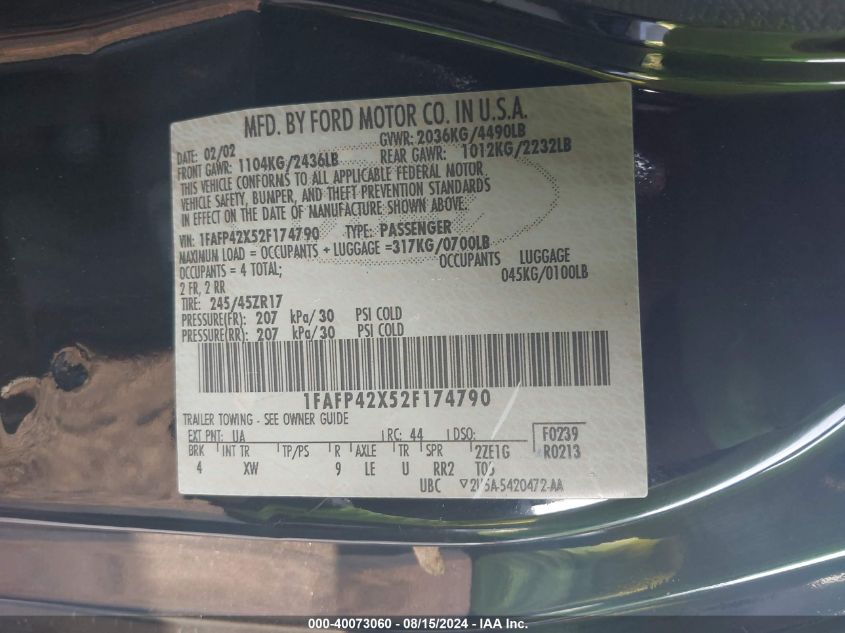 MFD. BY FORD MOTOR CO. IN U.S.A.
DATE: 02/02 GVWR: 2036KG/4490LB
FRONT GAWR: 1104KG/2436LB REAR GAWR: 1012KG/2232LB
THIS VEHICLE CONFORMS TO ALL APPLICABLE FEDERAL MOTOR
VEHICLE SAFETY, BUMPER, AND THEFT PREVENTION STANDARDS
IN EFFECT ON THE DATE OF MANUFACTURE SHOWN ABOVE.
VIN: 1FAFP42X52F174790 TYPE: PASSENGER
MAXIMUM LOAD = OCCUPANTS + LUGGAGE =317KG/0700LB
OCCUPANTS = 4 TOTAL; OCCUPANTS LUGGAGE
2 FR, 2 RR 045KG/0100LB
TIRE: 245/45ZR17
PRESSURE(FR): 207 kPa/30 PSI COLD
PRESSURE(RR): 207 kPa/30 PSI COLD
1FAFP42X52F174790
TRAILER TOWING - SEE OWNER GUIDE
EXT PNT: UA RC: 44 DSO: F0239
BRK INT TR TP/PS R AXLE TR SPR 2ZE1G R0213
4 XW 9 LE U RR2
UBC
000-40073060 - 08/15/2024 - IAA Inc.